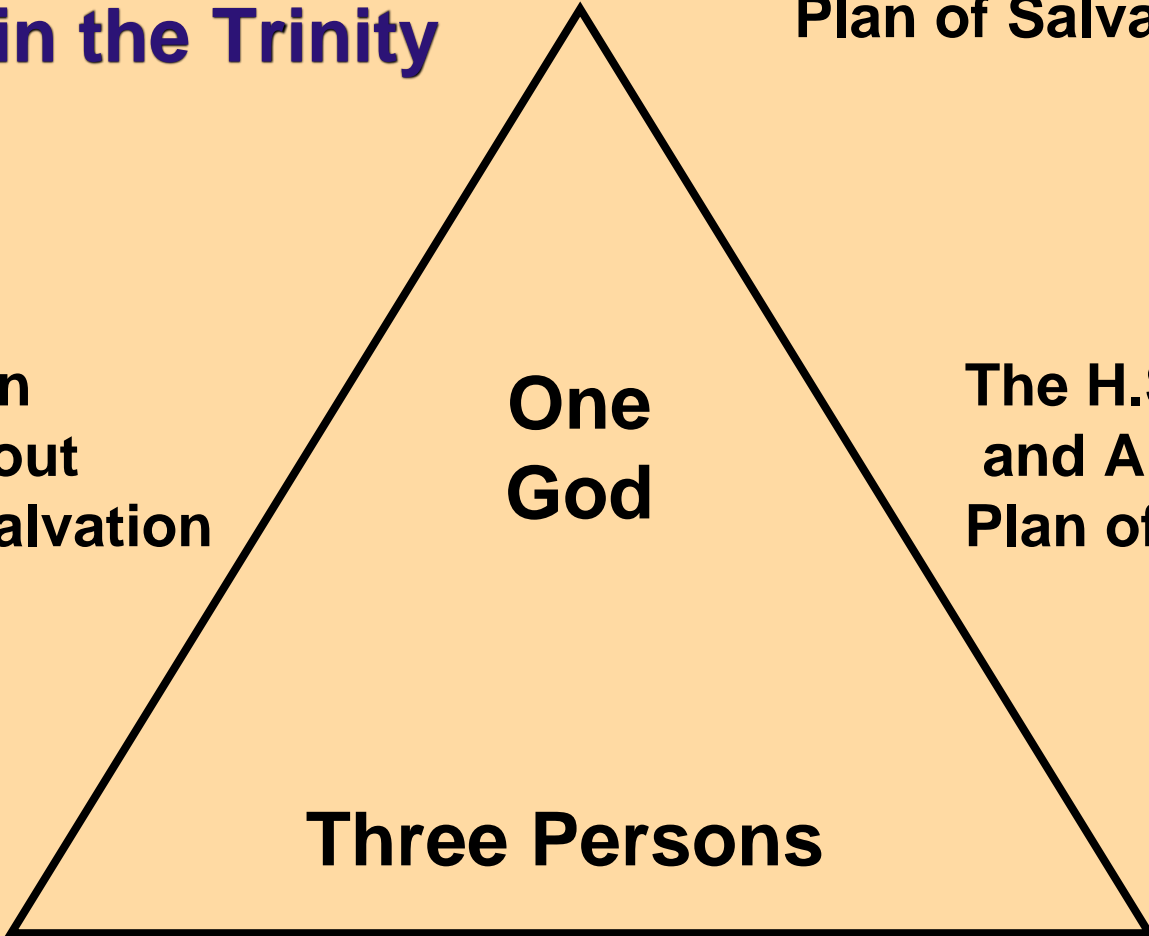 in the Trinity
Plan of Salva
n
out
alvation
One
God
The H.S
and A
Plan of
Three Persons